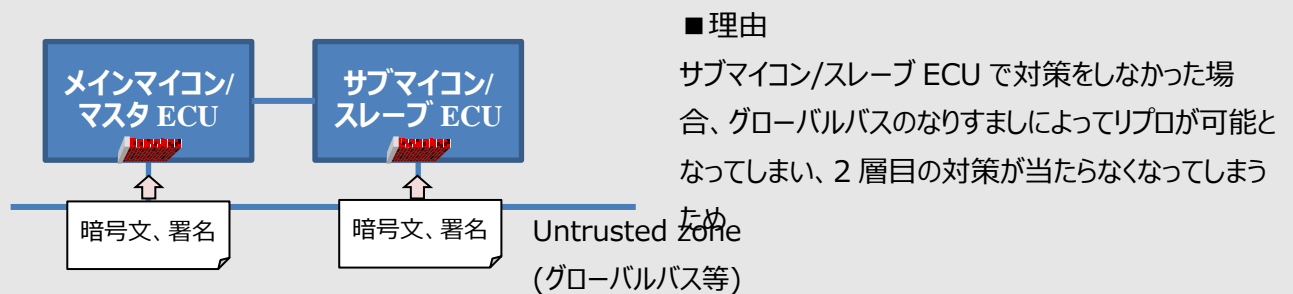 メインマイコン/
マスタ ECU
サブマイコン/
スレーブ ECU
暗号文、署名
暗号文、署名
Untrusted zone
(グローバルバス等)
■理由
サブマイコン/スレーブ ECU で対策をしなかった場
合、グローバルバスのなりすましによってリプロが可能と
なってしまい、2 層目の対策が当たらなくなってしまう
ため